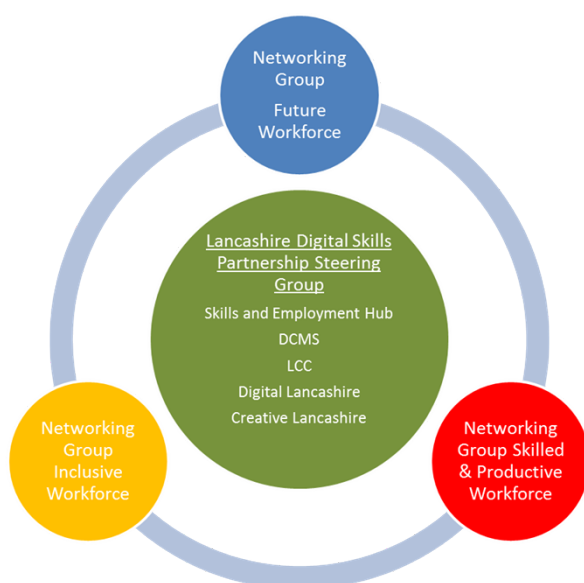 Networking
Group
Future
Workforce
Lancashire Digital Skills
Partnership Steering
Group
Skills and Employment Hub
DCMS
LCC
Digital Lancashire
Creative Lancashire
Networking
Group
Inclusive
Workforce
Networking
Group Skilled
& Productive
Workforce